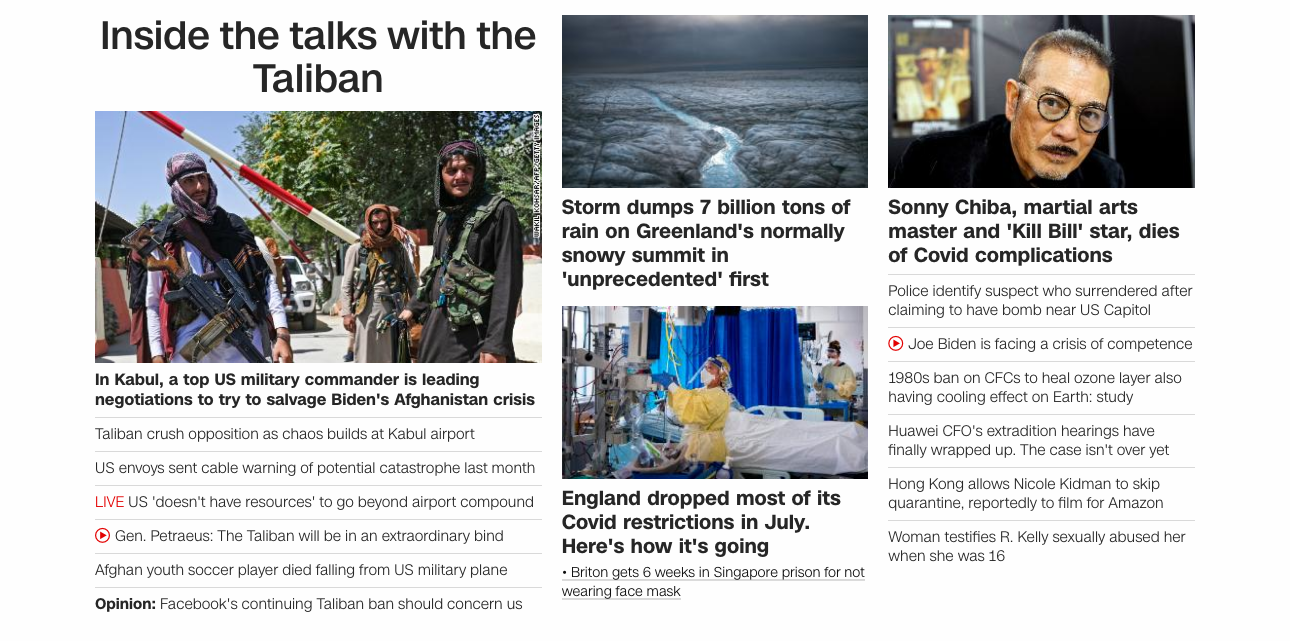 Inside the talks with the
Taliban
In Kabul, a top US military commander is leading
negotiations to try to salvage Biden's Afghanistan crisis
Taliban crush opposition as chaos builds at Kabul airport
US envoys sent cable warning of potential catastrophe last month
LIVE US 'doesn't have resources' to go beyond airport compound
Gen. Petraeus: The Taliban will be in an extraordinary bind
Afghan youth soccer player died falling from US military plane
Opinion: Facebook's continuing Taliban ban should concern us
Storm dumps 7 billion tons of
rain on Greenland's normally
snowy summit in
'unprecedented' first
England dropped most of its
Covid restrictions in July.
Here's how it's going
• Briton gets 6 weeks in Singapore prison for not
wearing face mask
Sonny Chiba, martial arts
master and 'Kill Bill' star, dies
of Covid complications
Police identify suspect who surrendered after
claiming to have bomb near US Capitol
Joe Biden is facing a crisis of competence
1980s ban on CFCs to heal ozone layer also
having cooling effect on Earth: study
Huawei CFO's extradition hearings have
finally wrapped up. The case isn't over yet
Hong Kong allows Nicole Kidman to skip
quarantine, reportedly to film for Amazon
Woman testifies R. Kelly sexually abused her
when she was 16